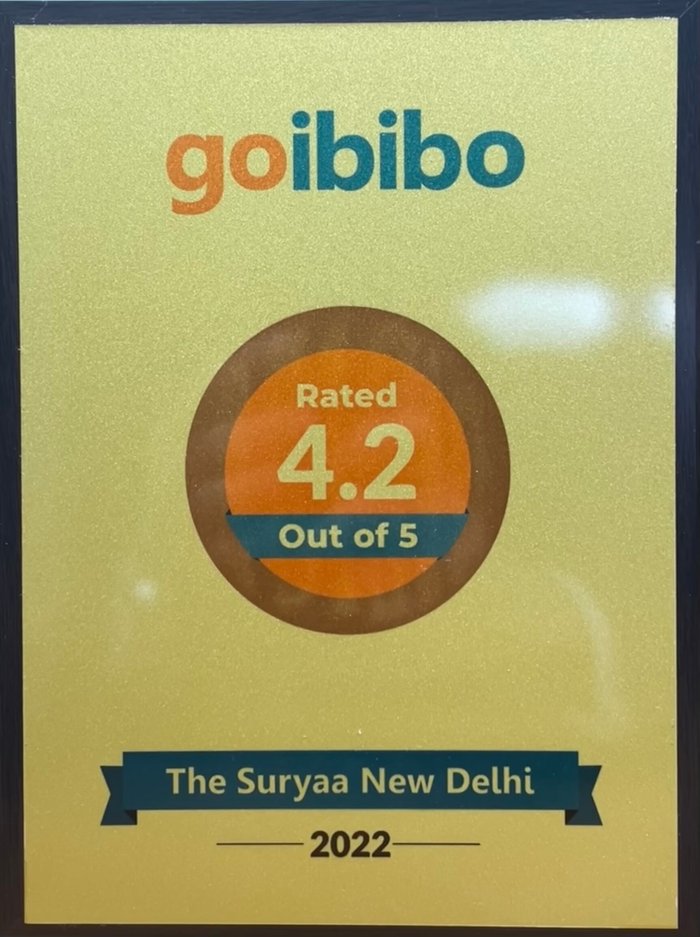 goibibo
Rated
4.2
Out of 5
The Suryaa New Delhi
2022